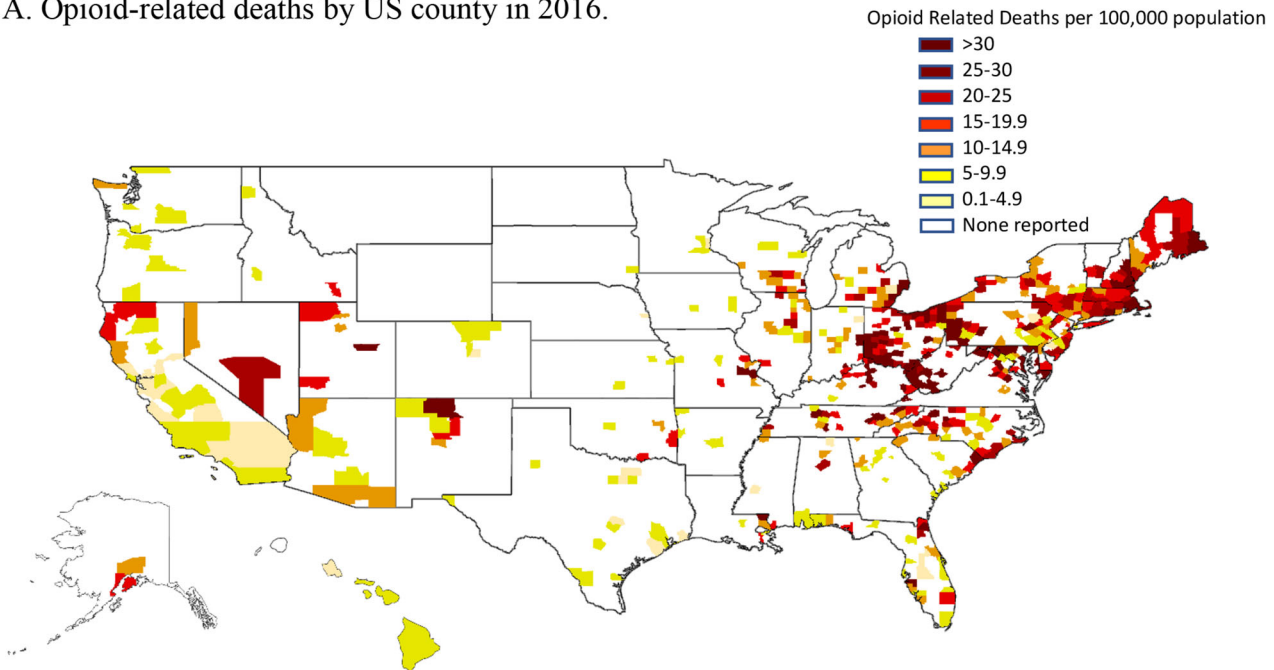 A. Opioid-related deaths by US county in 2016.
Opioid Related Deaths per 100,000 population
>30
25-30
20-25
15-19.9
10-14.9
5-9.9
0.1-4.9
None reported